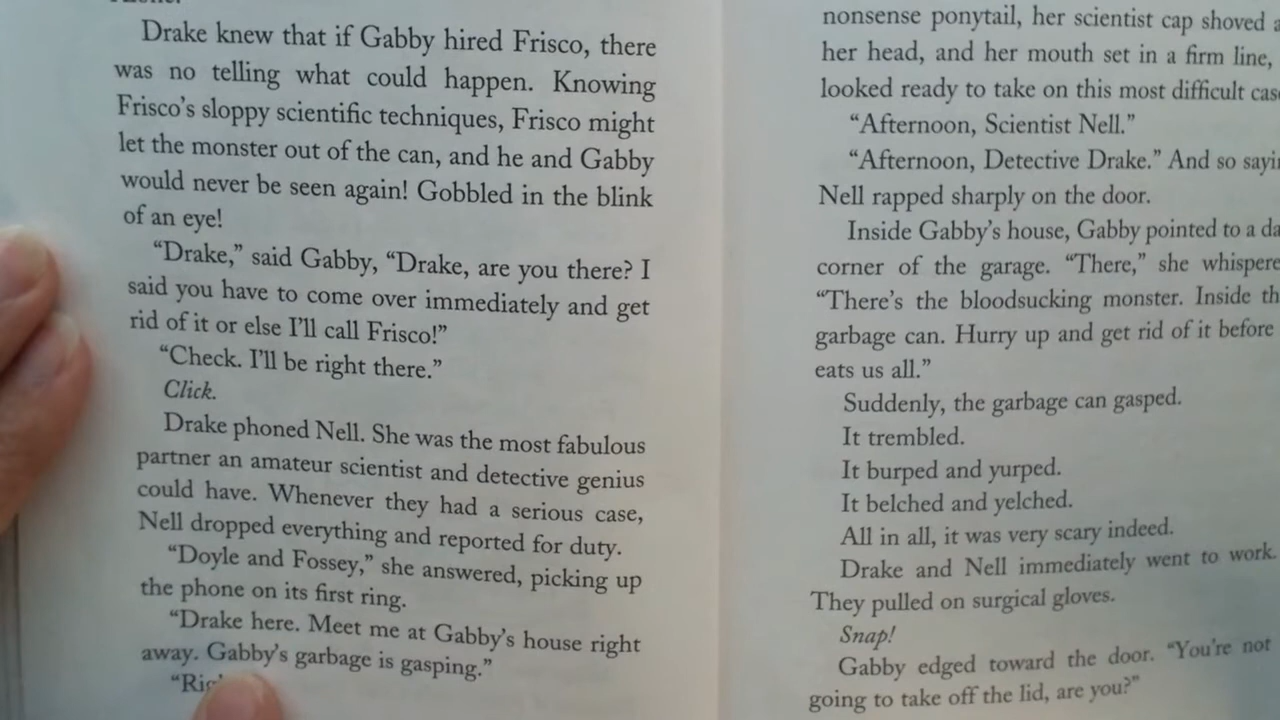 Drake knew that if Gabby hired Frisco, there
was no telling what could happen. Knowing
Frisco's sloppy scientific techniques, Frisco might
let the monster out of the can, and he and Gabby
would never be seen again! Gobbled in the blink
of an eye!
“Drake,” said Gabby, “Drake, are you there? I
said you have to come over immediately and get
rid of it or else I'll call Frisco!”
“Check. I'll be right there.”
Click.
Drake phoned Nell. She was the most fabulous
partner an amateur scientist and detective genius
could have. Whenever they had a serious case,
Nell dropped everything and reported for duty.
“Doyle and Fossey,” she answered, picking up
the phone on its first ring.
“Drake here. Meet me at Gabby's house right
away. Gabby's garbage is gasping.”
nonsense ponytail, her scientist cap shoved
her head, and her mouth set in a firm line,
looked ready to take on this most difficult
“Afternoon, Scientist Nell.”
“Afternoon, Detective Drake.” And so
Nell rapped sharply on the door.
Inside Gabby's house, Gabby pointed to a
corner of the garage. “There,” she
“There's the bloodsucking monster. Inside
garbage can. Hurry up and get rid of it before
eats us all.”
Suddenly, the garbage can gasped.
It trembled.
It burped and yurped.
It belched and yelched.
All in all, it was very scary indeed.
Drake and Nell immediately went to work.
They pulled on surgical gloves.
Snap!
Gabby edged toward the door. “You're not
going to take off the lid, are you?”